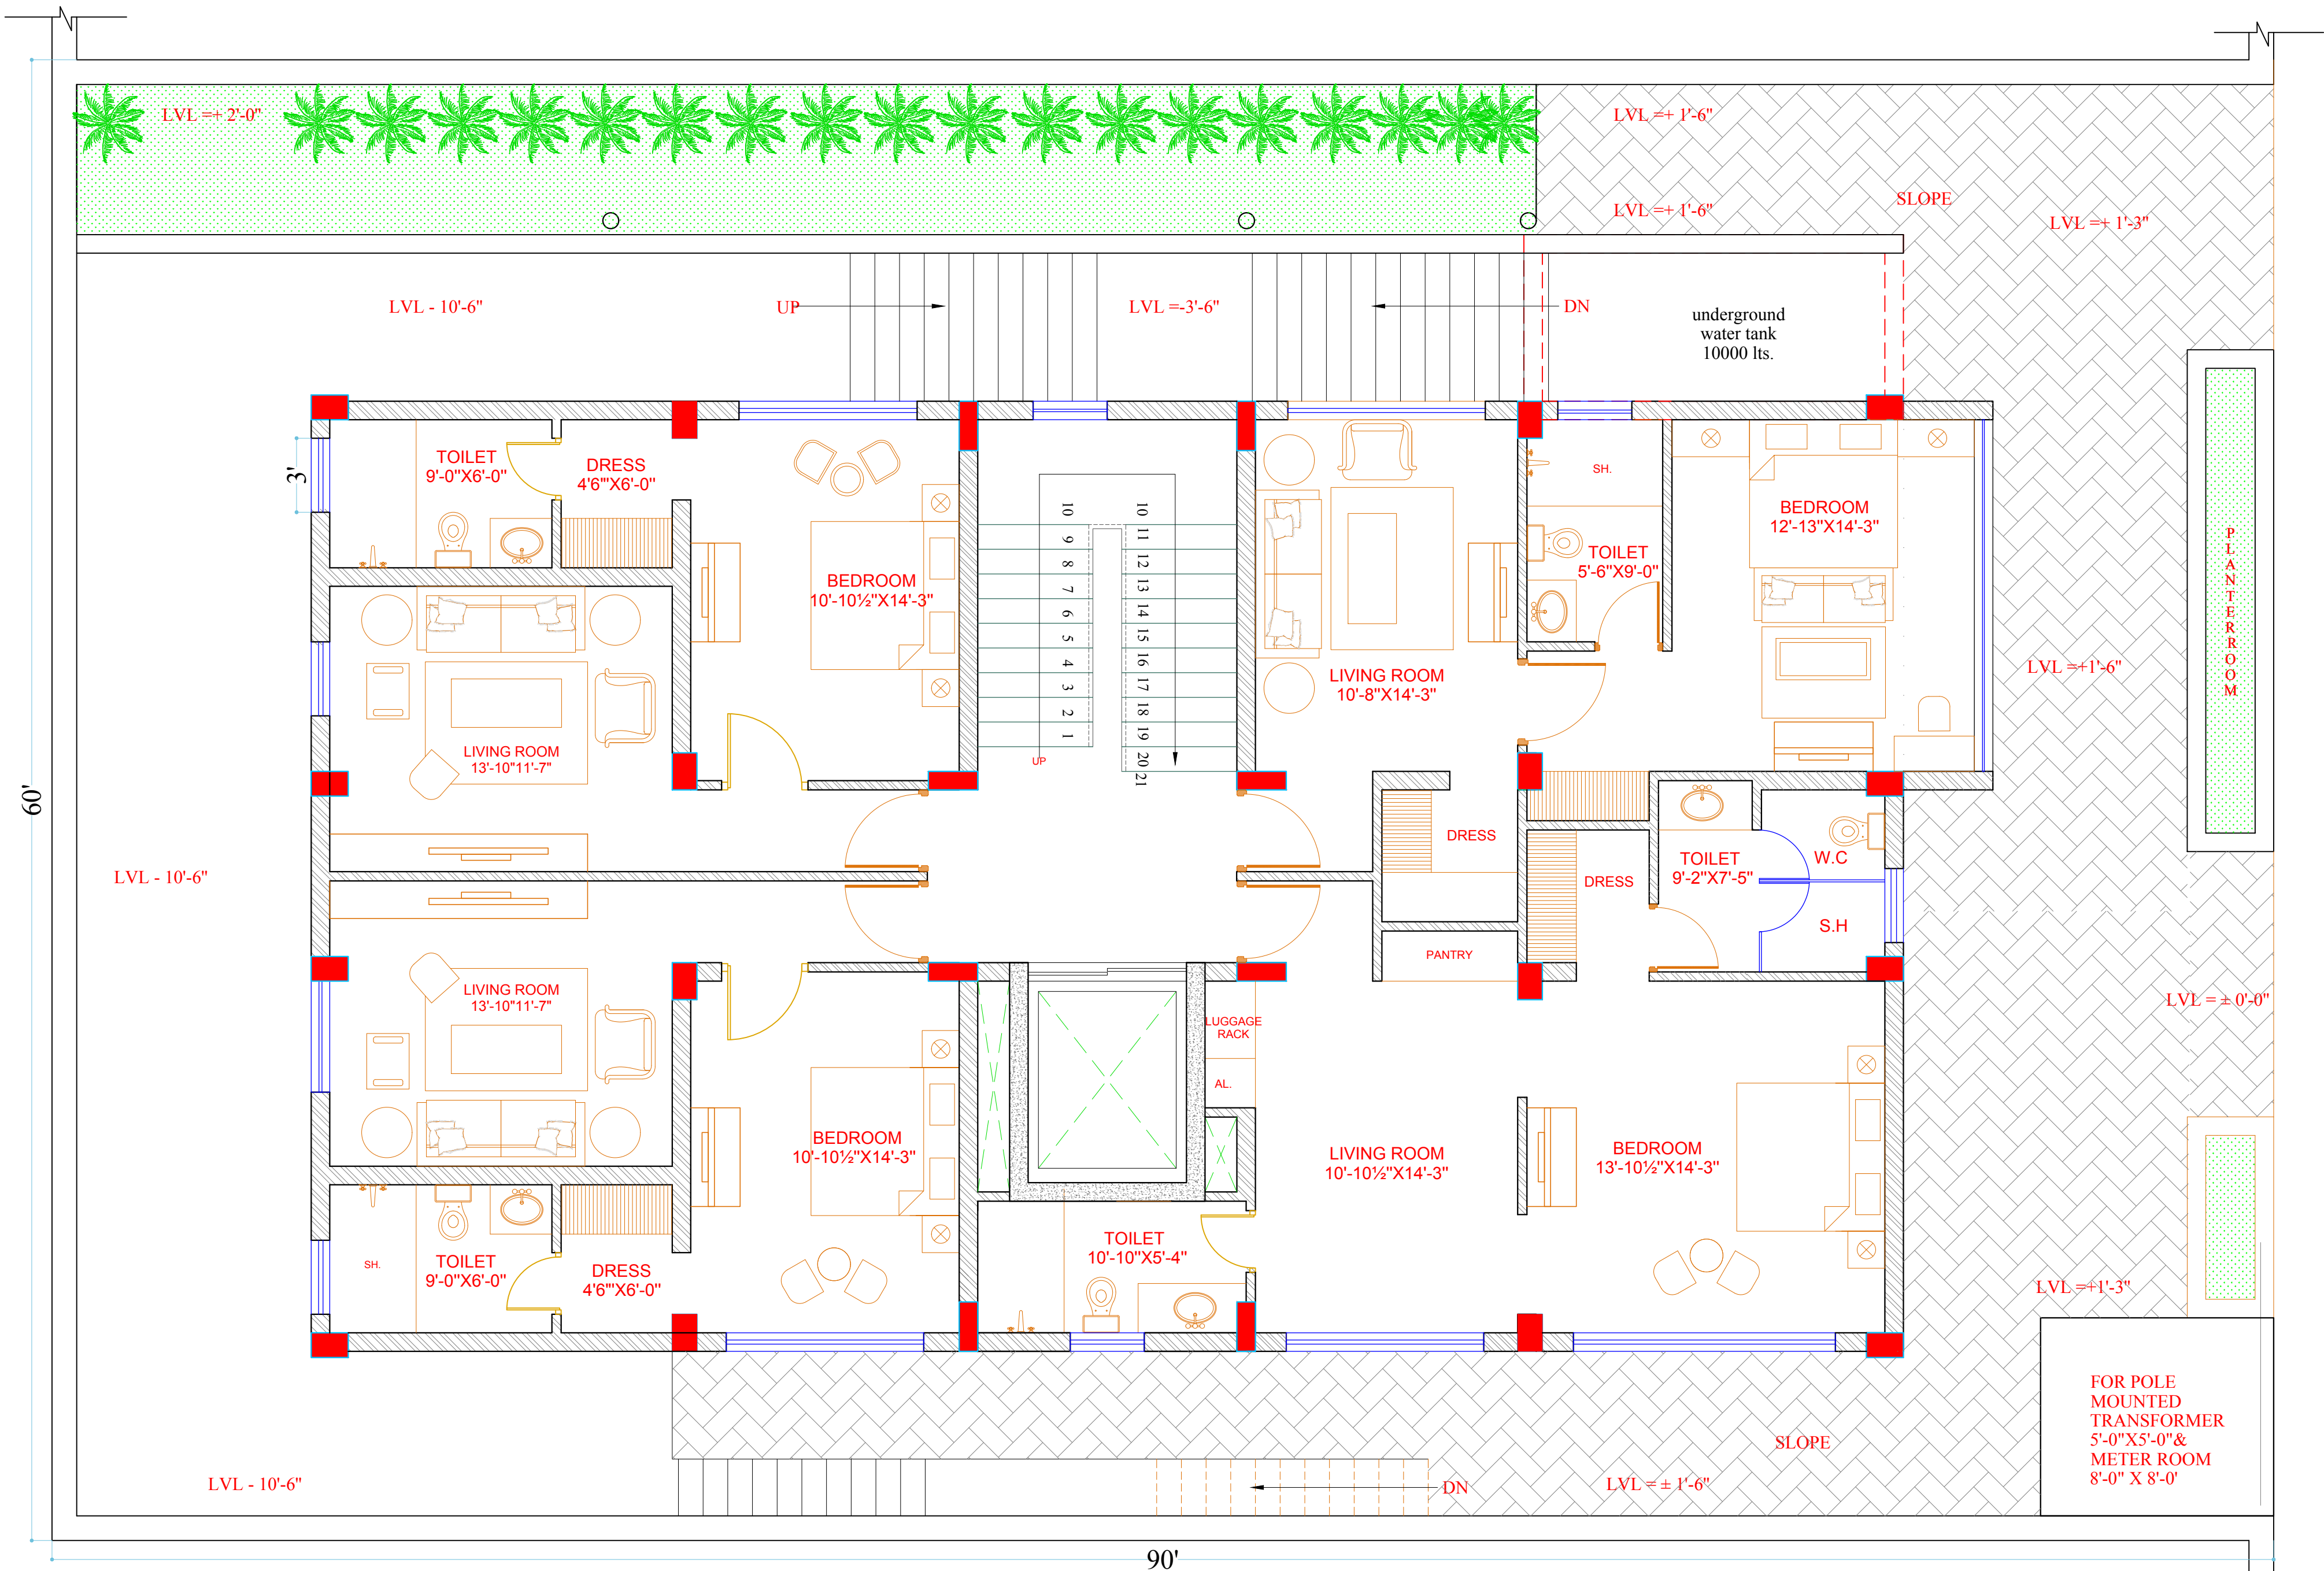 LVL =+ 2'-0"
LVL =+ 1'-6"
LVL =+ 1'-6"
SLOPE
LVL =+ 1'-3"
LVL - 10'-6"
UP
LVL =-3'-6"
DN
underground
water tank
10000 lts.
3'
TOILET
9'-0"X6'-0"
DRESS
4'6"'X6'-0"
BEDROOM
10'-10½"X14'-3"
LIVING ROOM
13'-10"11'-7"
10
9
8
7
6
5
4
3
2
1
UP
10
11
12
13
14
15
16
17
18
19
20
21
LIVING ROOM
10'-8"X14'-3"
SH.
TOILET
5'-6"X9'-0"
BEDROOM
12'-13"X14'-3"
PLANTERROOM
LVL =+1'-6"
60'
LVL - 10'-6"
DRESS
DRESS
TOILET
9'-2"X7'-5"
W.C
S.H
PANTRY
LIVING ROOM
13'-10"11'-7"
LUGGAGE
RACK
AL.
LVL = ± 0'-0"
BEDROOM
10'-10½"X14'-3"
LIVING ROOM
10'-10½"X14'-3"
BEDROOM
13'-10½"X14'-3"
SH.
TOILET
9'-0"X6'-0"
DRESS
4'6"'X6'-0"
TOILET
10'-10"X5'-4"
LVL =+1'-3"
FOR POLE
MOUNTED
TRANSFORMER
5'-0"X5'-0"&
METER ROOM
8'-0" X 8'-0'
SLOPE
LVL - 10'-6"
DN
LVL = ± 1'-6"
90'